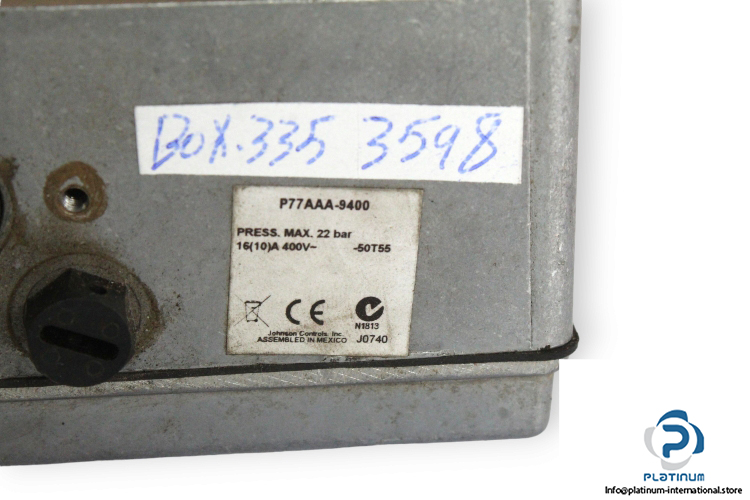 BOX.335 3598
P77AAA-9400
PRESS. MAX. 22 bar
16(10)A 400V~ -50T55
CE
N1813
Johnson Controls, Inc.
ASSEMBLED IN MEXICO J0740
PLATINUM
Info@platinum-international.store